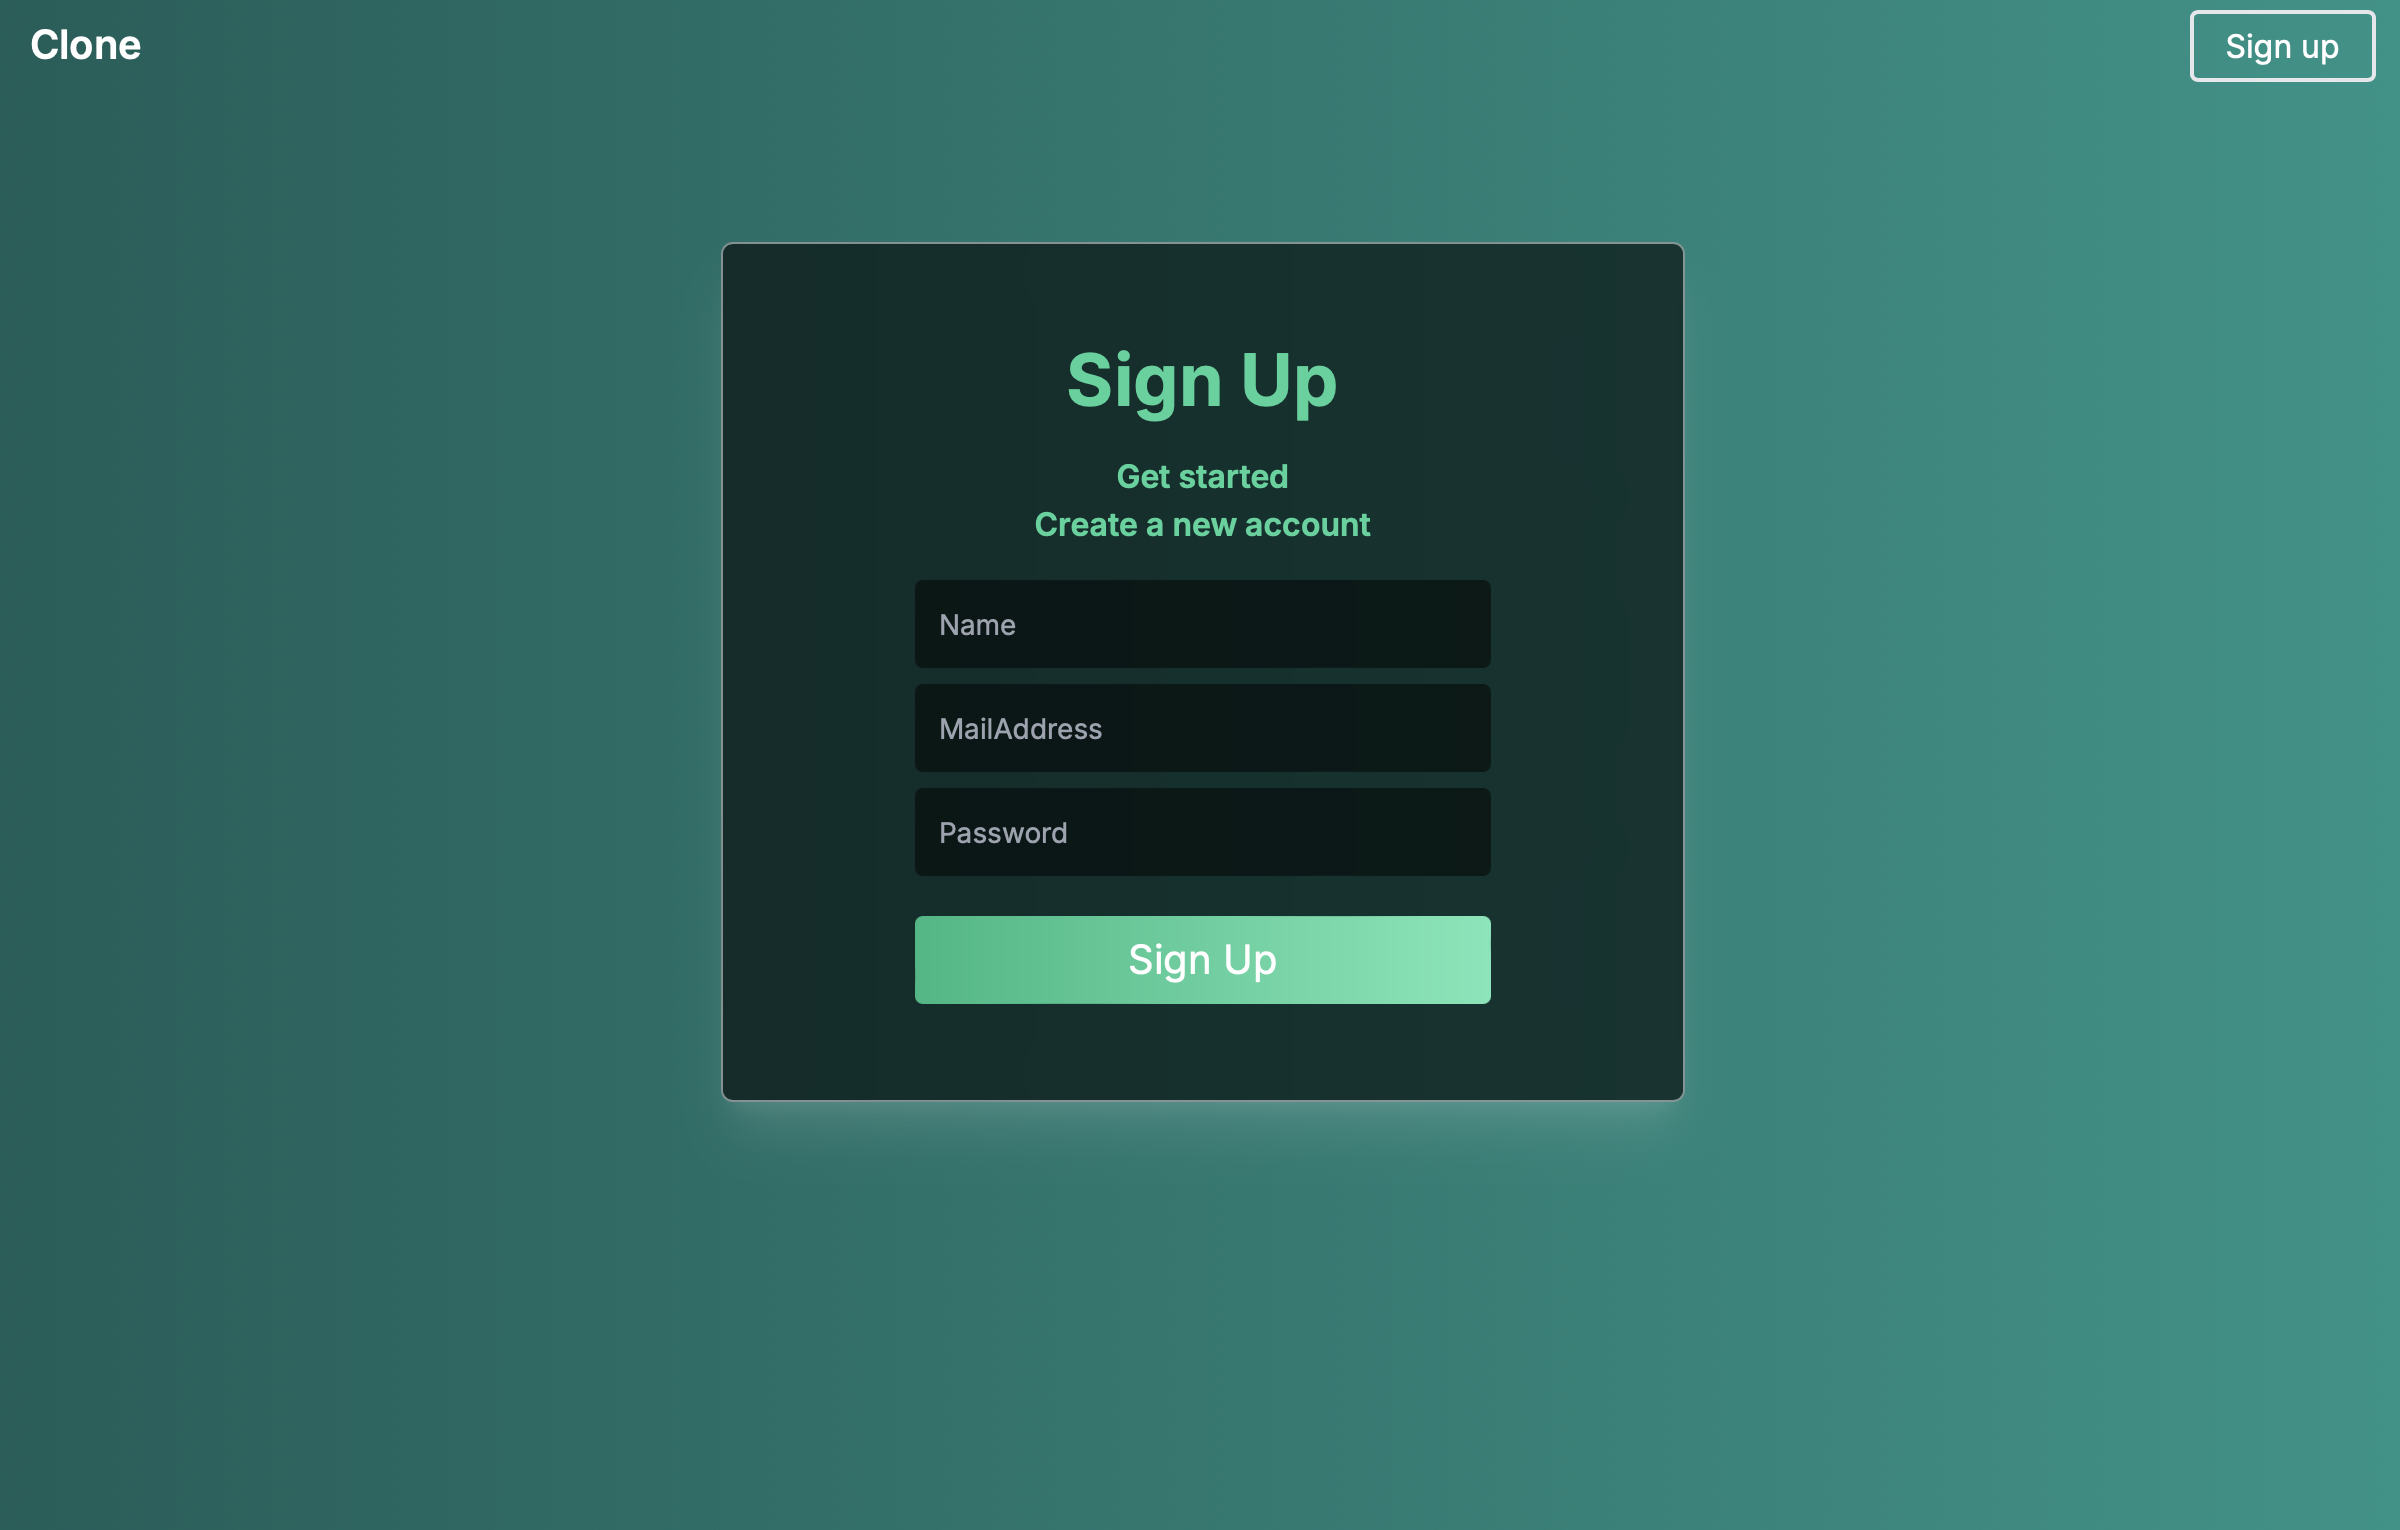 Clone
Sign up
Sign Up
Get started
Create a new account
Name
MailAddress
Password
Sign Up